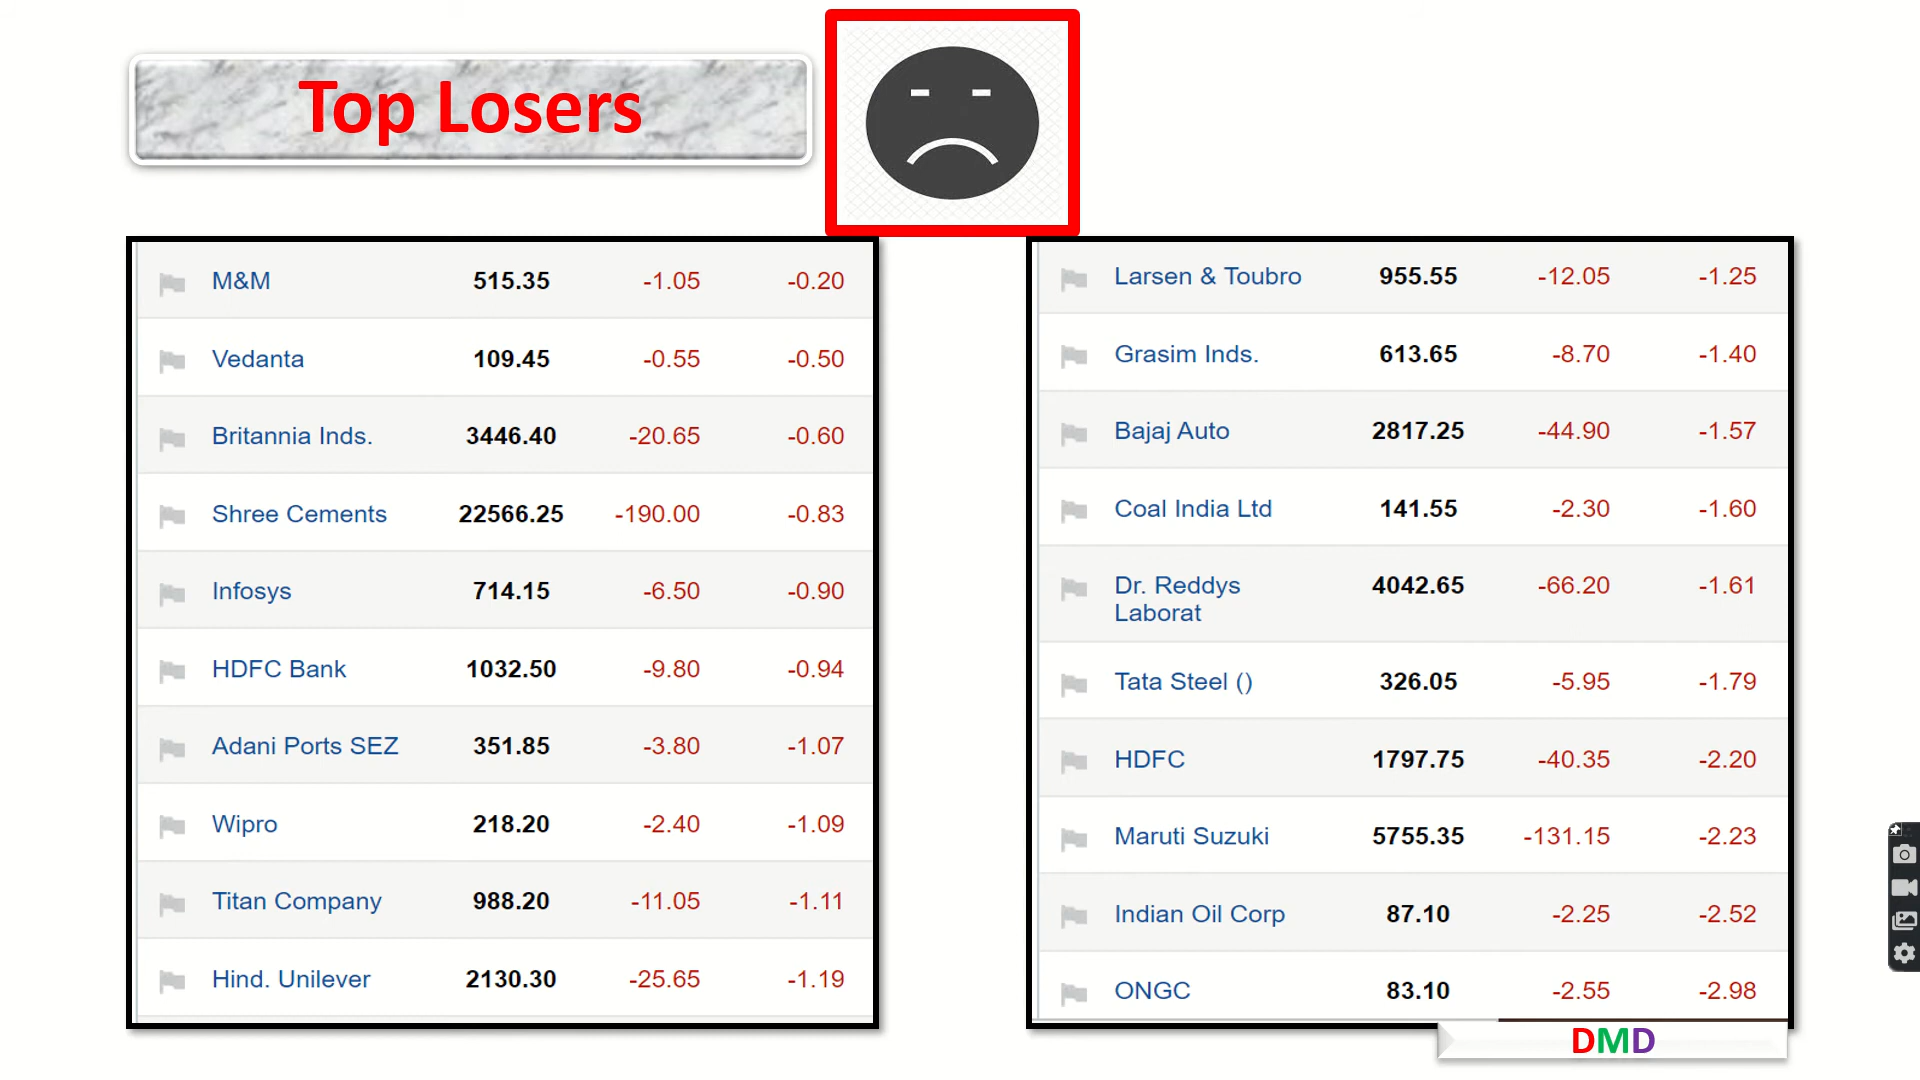 Top Losers
M&M 515.35 -1.05 -0.20
Vedanta 109.45 -0.55 -0.50
Britannia Inds. 3446.40 -20.65 -0.60
Shree Cements 22566.25 -190.00 -0.83
Infosys 714.15 -6.50 -0.90
HDFC Bank 1032.50 -9.80 -0.94
Adani Ports SEZ 351.85 -3.80 -1.07
Wipro 218.20 -2.40 -1.09
Titan Company 988.20 -11.05 -1.11
Hind. Unilever 2130.30 -25.65 -1.19
Larsen & Toubro 955.55 -12.05 -1.25
Grasim Inds. 613.65 -8.70 -1.40
Bajaj Auto 2817.25 -44.90 -1.57
Coal India Ltd 141.55 -2.30 -1.60
Dr. Reddys 4042.65 -66.20 -1.61
Laborat
Tata Steel () 326.05 -5.95 -1.79
HDFC 1797.75 -40.35 -2.20
Maruti Suzuki 5755.35 -131.15 -2.23
Indian Oil Corp 87.10 -2.25 -2.52
ONGC 83.10 -2.55 -2.98
DMD